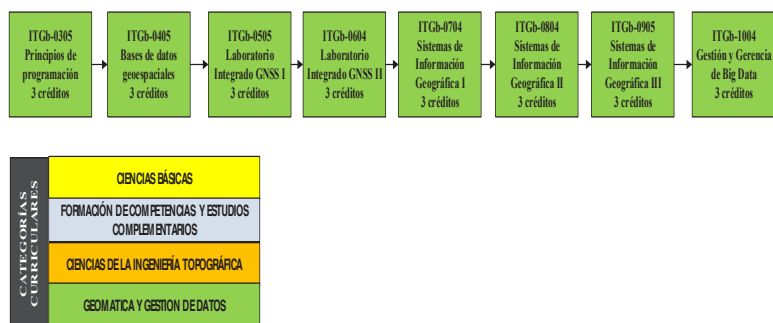 ITGb-0305
Principios de
programación
3 créditos
ITGb-0405
Bases de datos
geoespaciales
3 créditos
ITGb-0505
Laboratorio
Integrado GNSS I
3 créditos
ITGb-0604
Laboratorio
Integrado GNSS II
3 créditos
ITGb-0704
Sistemas de
Información
Geográfica I
3 créditos
ITGb-0804
Sistemas de
Información
Geográfica II
3 créditos
ITGb-0905
Sistemas de
Información
Geográfica III
3 créditos
ITGb-1004
Gestión y Gerencia
de Big Data
3 créditos
CATEGORÍAS
CURRICULARES
CIENCIAS BÁSICAS
FORMACIÓN DE COMPETENCIAS Y ESTUDIOS
COMPLEMENTARIOS
CIENCIAS DE LA INGENIERÍA TOPOGRÁFICA
GEOMATICA Y GESTION DE DATOS